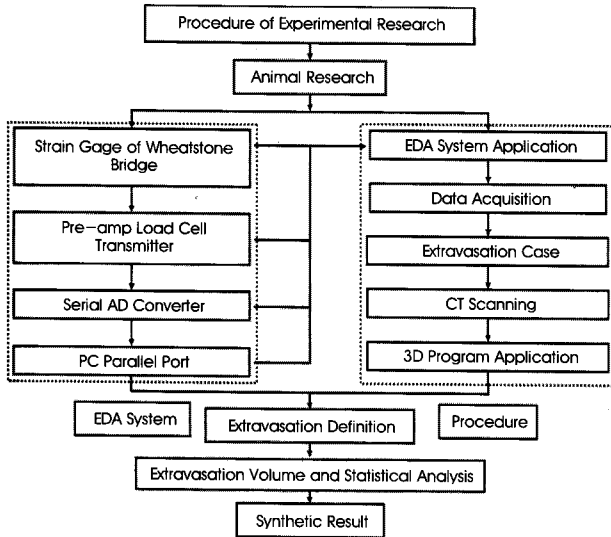 Procedure of Experimental Research
Animal Research
Strain Gage of Wheatstone
Bridge
Pre-amp Load Cell
Transmitter
Serial AD Converter
PC Parallel Port
EDA System
EDA System Application
Data Acquisition
Extravasation Case
CT Scanning
3D Program Application
Procedure
Extravasation Definition
Extravasation Volume and Statistical Analysis
Synthetic Result